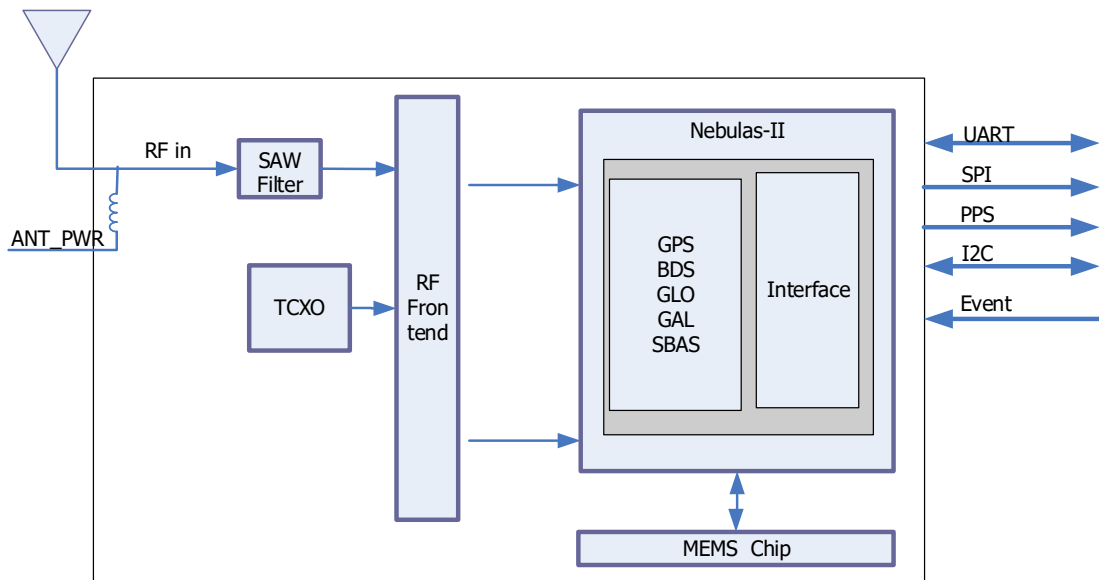 RF in
ANT_PWR
SAW
Filter
TCXO
RF
Fron
tend
Nebulas-II
GPS
BDS
GLO
GAL
SBAS
Interface
MEMS Chip
UART
SPI
PPS
I2C
Event